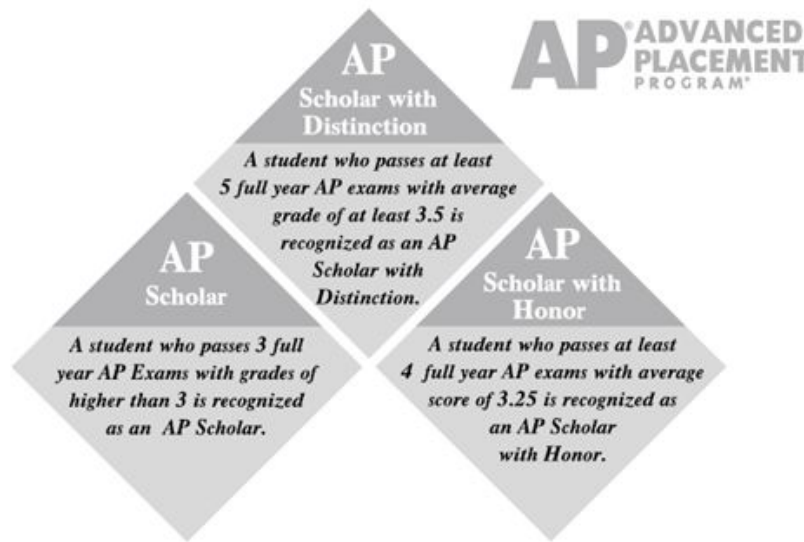 AP® ADVANCED
PLACEMENT
PROGRAM®
AP
Scholar with
Distinction
A student who passes at least
5 full year AP exams with average
grade of at least 3.5 is
recognized as an AP
Scholar with
Distinction.
AP
Scholar
A student who passes 3 full
year AP Exams with grades of
higher than 3 is recognized
as an AP Scholar.
AP
Scholar with
Honor
A student who passes at least
4 full year AP exams with average
score of 3.25 is recognized as
an AP Scholar
with Honor.